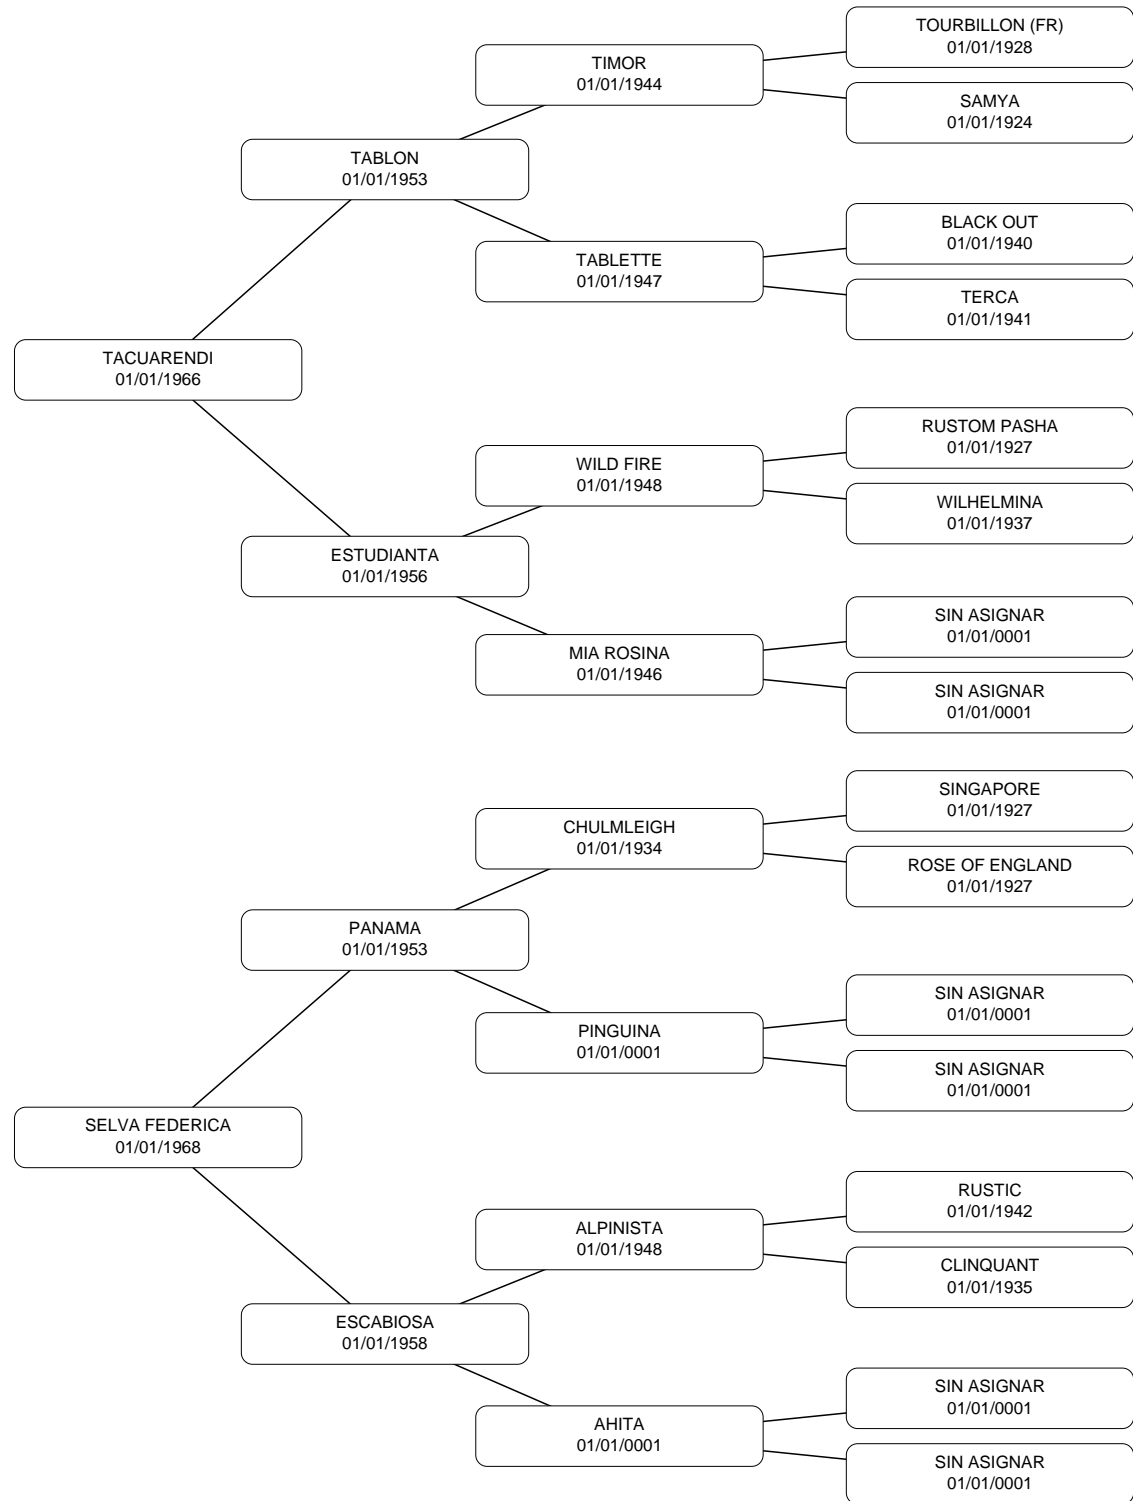 TOURBILLON (FR)
01/01/1928
TIMOR
01/01/1944
SAMYA
01/01/1924
TABLON
01/01/1953
BLACK OUT
01/01/1940
TABLETTE
01/01/1947
TERCA
01/01/1941
TACUARENDI
01/01/1966
RUSTOM PASHA
01/01/1927
WILD FIRE
01/01/1948
WILHELMINA
01/01/1937
ESTUDIANTA
01/01/1956
SIN ASIGNAR
01/01/0001
MIA ROSINA
01/01/1946
SIN ASIGNAR
01/01/0001
SINGAPORE
01/01/1927
CHULMLEIGH
01/01/1934
ROSE OF ENGLAND
01/01/1927
PANAMA
01/01/1953
SIN ASIGNAR
01/01/0001
PINGUINA
01/01/0001
SIN ASIGNAR
01/01/0001
SELVA FEDERICA
01/01/1968
RUSTIC
01/01/1942
ALPINISTA
01/01/1948
CLINQUANT
01/01/1935
ESCABIOSA
01/01/1958
SIN ASIGNAR
01/01/0001
AHITA
01/01/0001
SIN ASIGNAR
01/01/0001